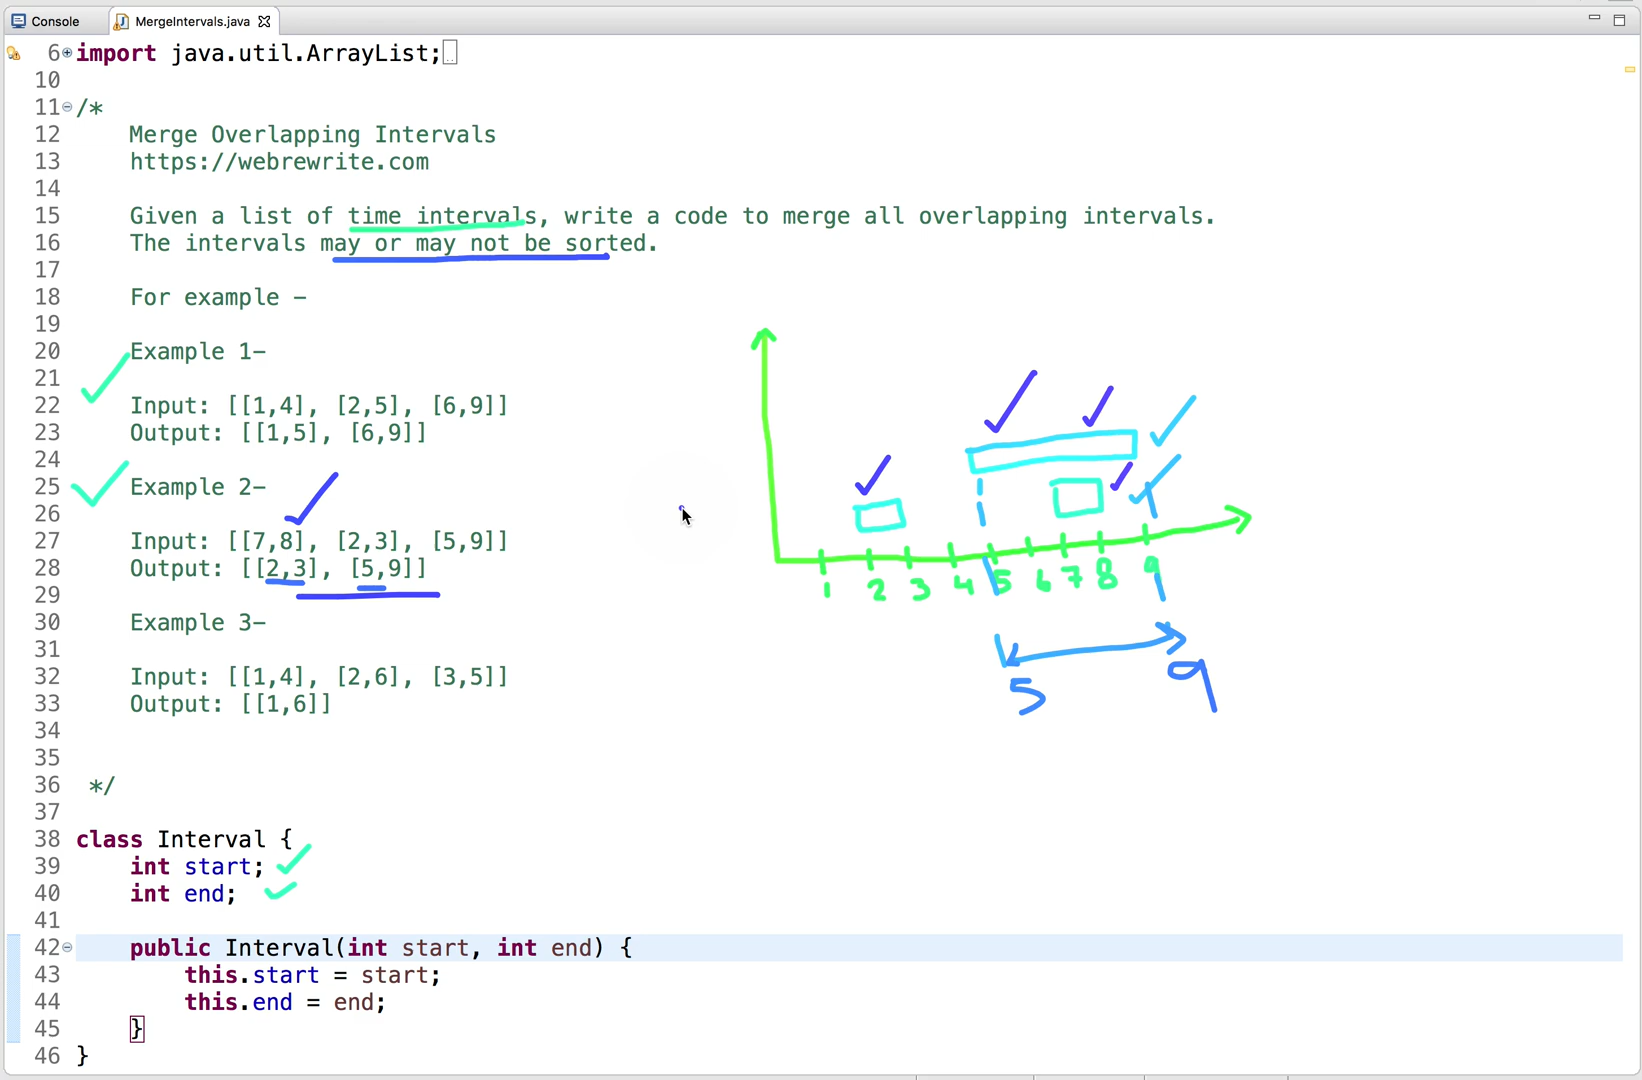 Console
MergeIntervals.java
6 import java.util.ArrayList;
10
11 /*
12 Merge Overlapping Intervals
13 https://webrewrite.com
14
15 Given a list of time intervals, write a code to merge all overlapping intervals.
16 The intervals may or may not be sorted.
17
18 For example –
19
20 Example 1–
21
22 Input: [[1,4], [2,5], [6,9]]
23 Output: [[1,5], [6,9]]
24
25 Example 2–
26
27 Input: [[7,8], [2,3], [5,9]]
28 Output: [[2,3], [5,9]]
29
30 Example 3–
31
32 Input: [[1,4], [2,6], [3,5]]
33 Output: [[1,6]]
34
35
36 */
37
38 class Interval {
39 int start;
40 int end;
41
42 public Interval(int start, int end) {
43 this.start = start;
44 this.end = end;
45 }
46 }
1 2 3 4 5 6 7 8 9
5 9